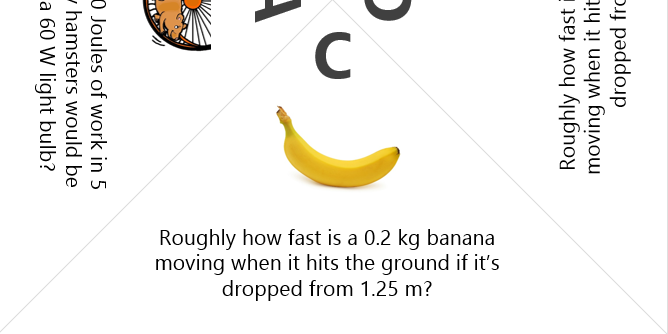 0 Joules of work in 5
hamsters would be
a 60 W light bulb?
C
Roughly how fast is a 0.2 kg banana
moving when it hits the ground if it’s
dropped from 1.25 m?
Roughly how fast
moving when it hit
dropped